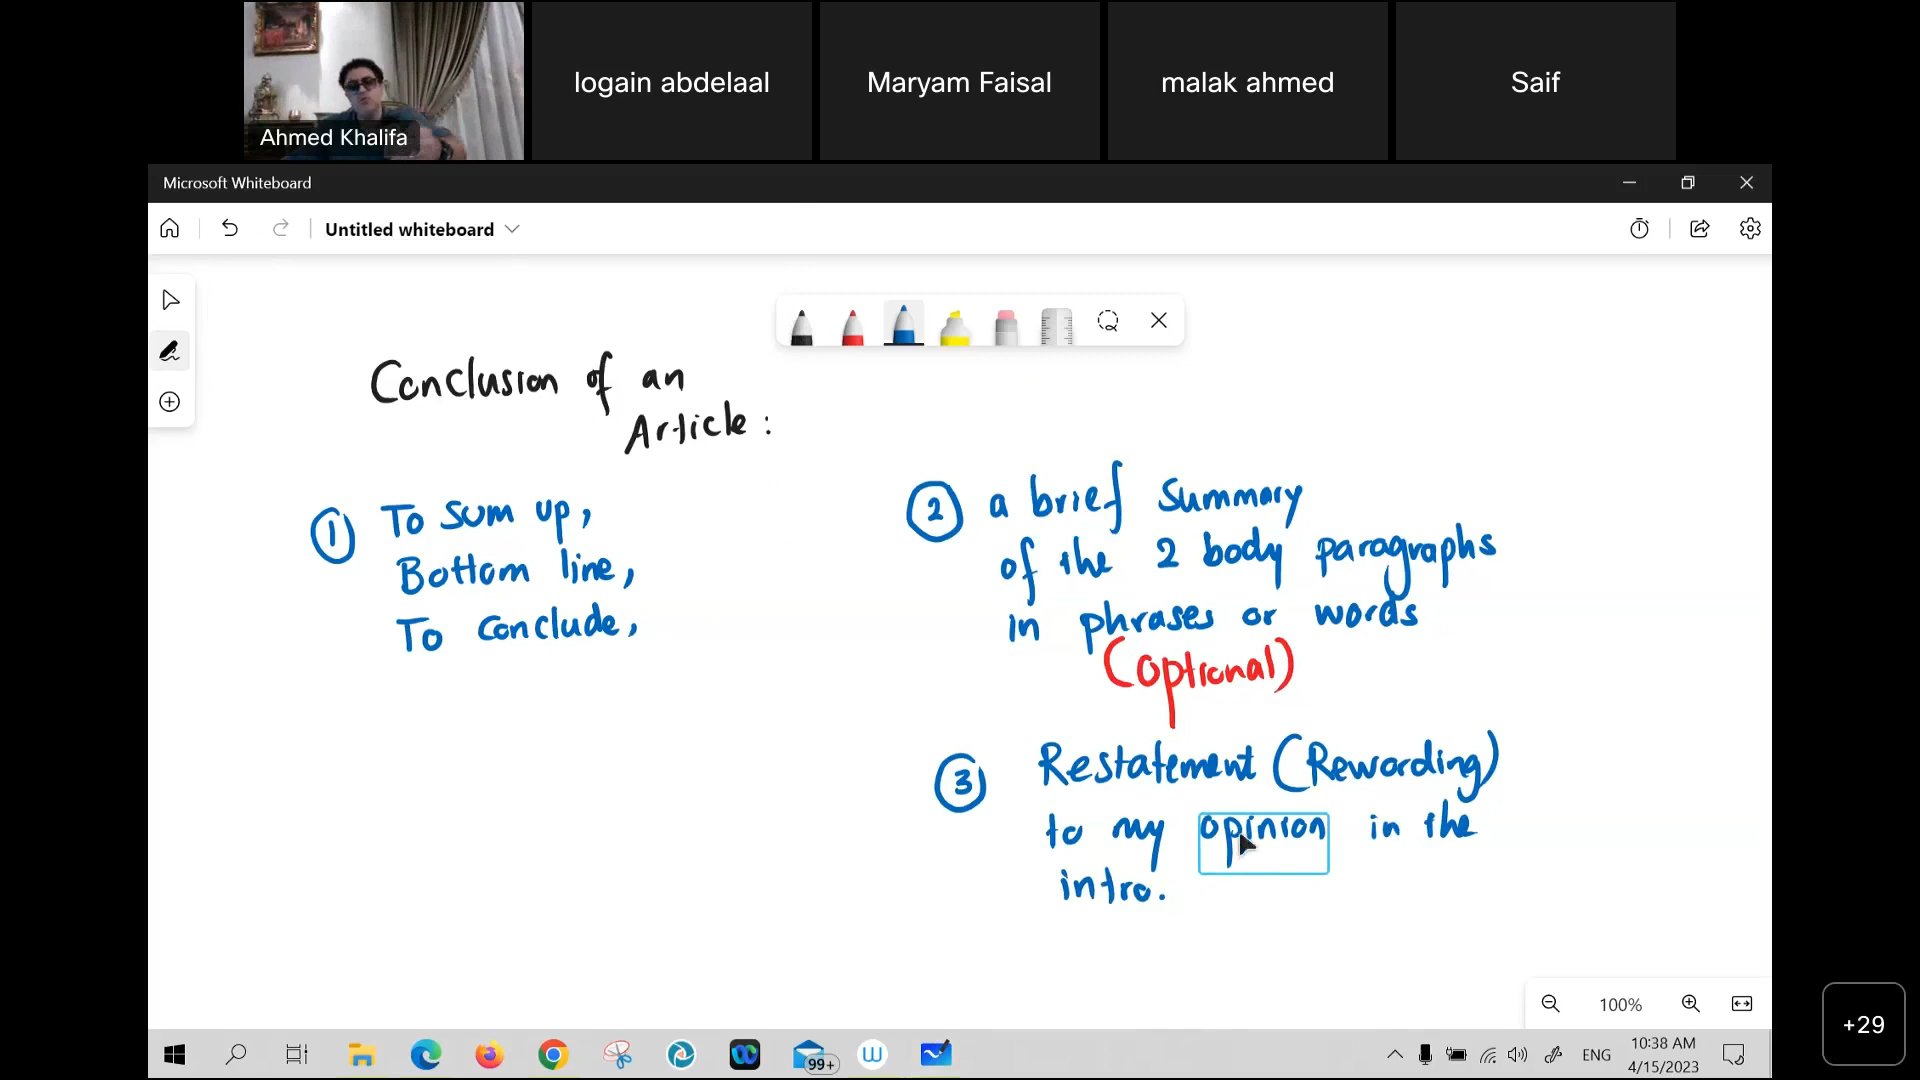 logain abdelaal
Maryam Faisal
malak ahmed
Saif
Ahmed Khalifa
Microsoft Whiteboard
Untitled whiteboard
Conclusion of an
Article:
1 To sum up,
Bottom line,
To conclude,
2 a brief summary
of the 2 body paragraphs
in phrases or words
(optional)
3 Restatement (Rewording)
to my opinion in the
intro.
100%
+29
99+
W
ENG
10:38 AM
4/15/2023